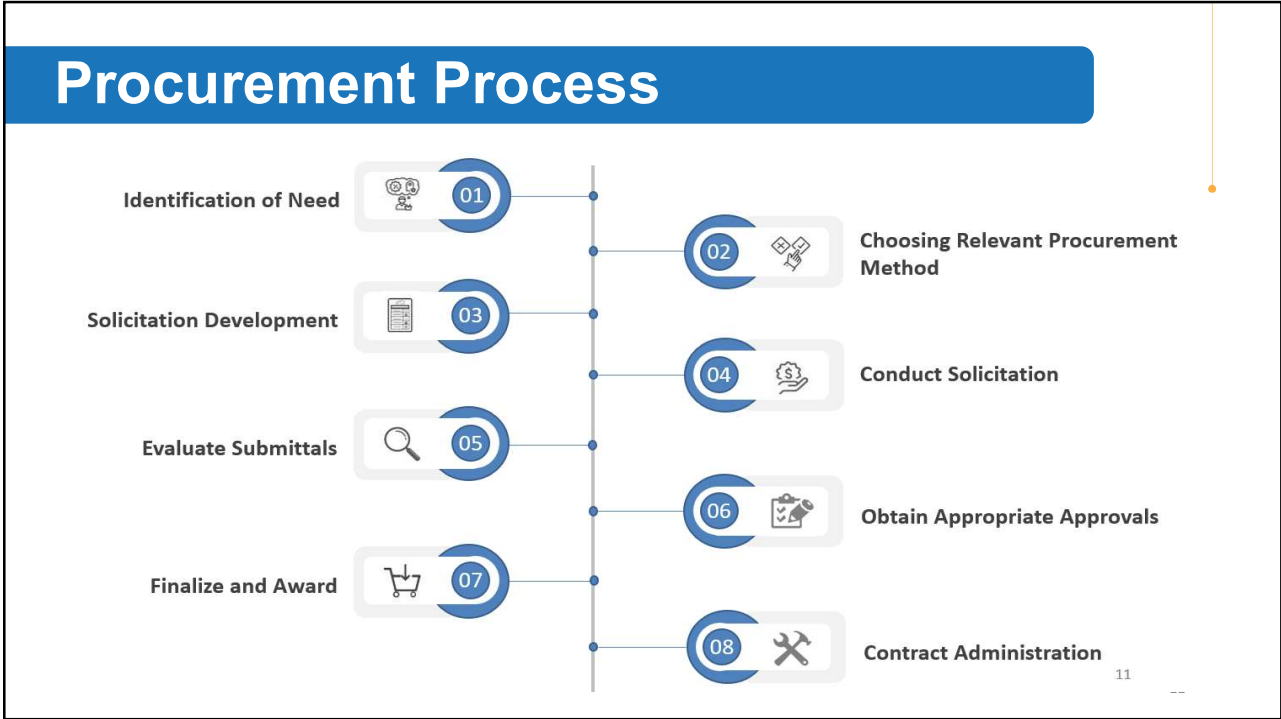 Procurement Process
Identification of Need
01
02
Choosing Relevant Procurement
Method
Solicitation Development
03
04
Conduct Solicitation
Evaluate Submittals
05
06
Obtain Appropriate Approvals
Finalize and Award
07
08
Contract Administration
11